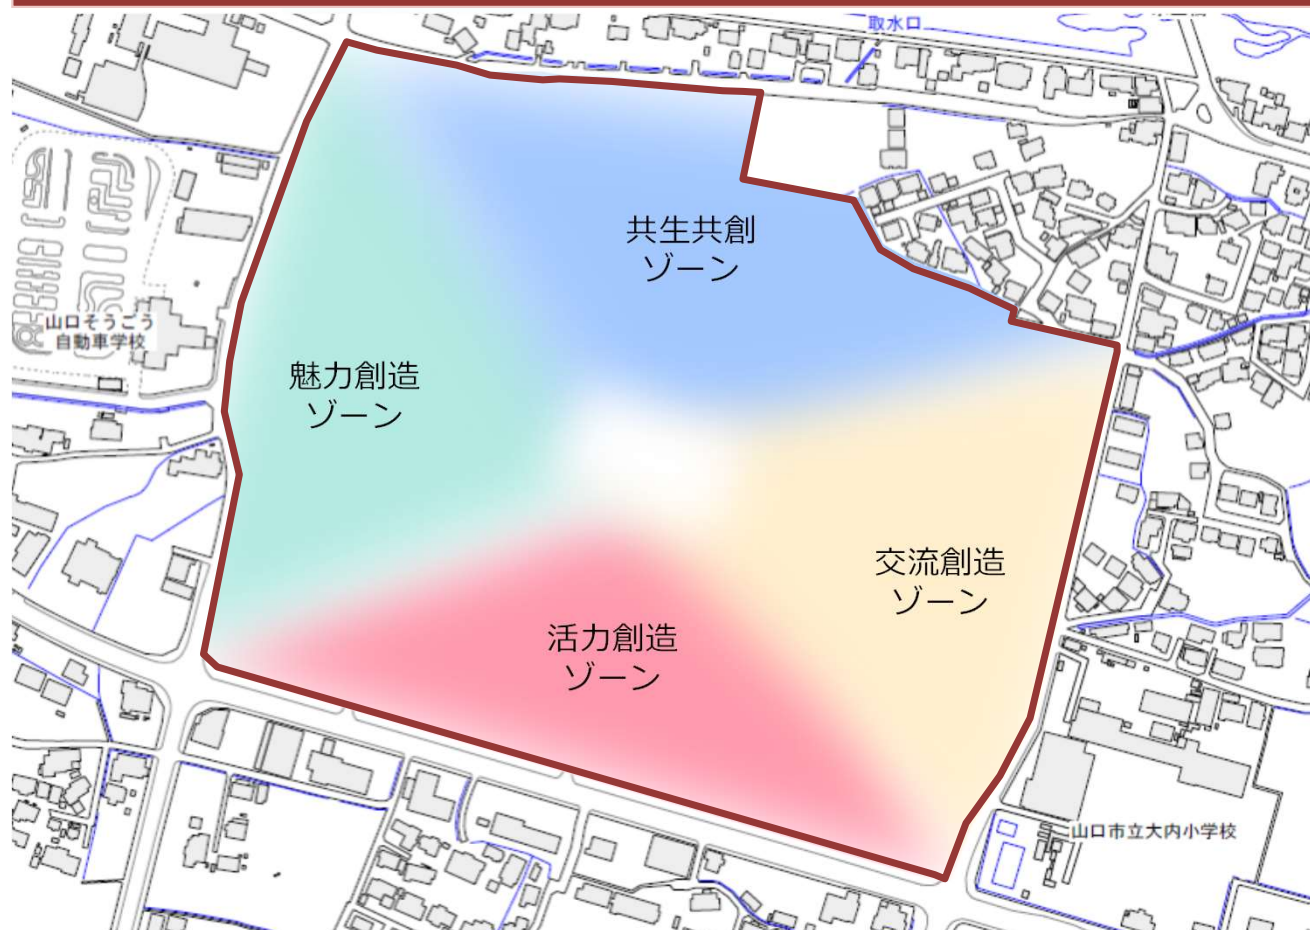 取水口
共生共創
ゾーン
山口そうごう
自動車学校
魅力創造
ゾーン
交流創造
ゾーン
活力創造
ゾーン
山口市立大内小学校